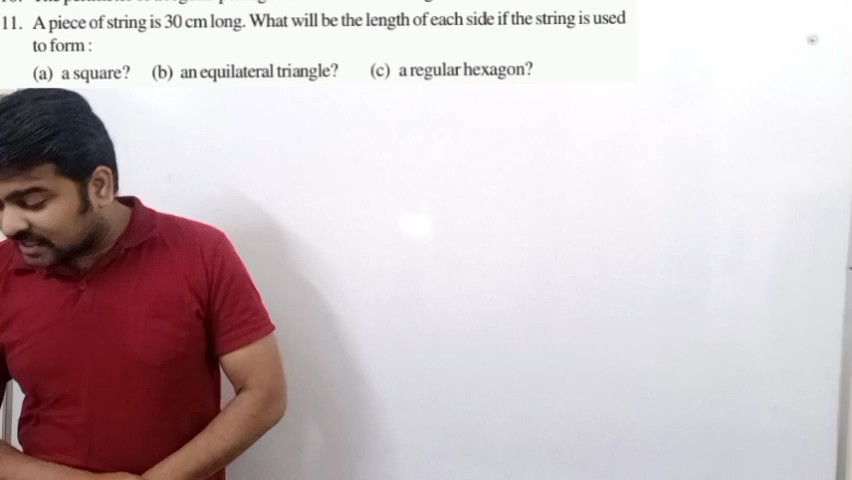 11. A piece of string is 30 cm long. What will be the length of each side if the string is used
to form :
(a) a square? (b) an equilateral triangle? (c) a regular hexagon?